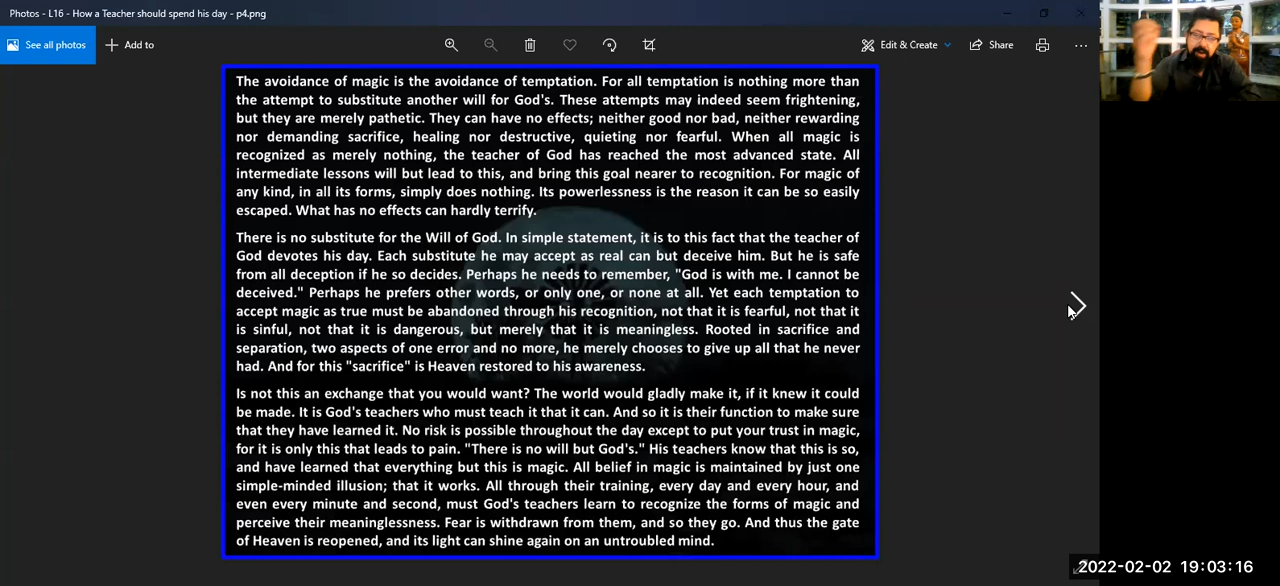 Photos - L16 - How a Teacher should spend his day - p4.png
See all photos
Add to
Edit & Create
Share
The avoidance of magic is the avoidance of temptation. For all temptation is nothing more than
the attempt to substitute another will for God's. These attempts may indeed seem frightening,
but they are merely pathetic. They can have no effects; neither good nor bad, neither rewarding
nor demanding sacrifice, healing nor destructive, quieting nor fearful. When all magic is
recognized as merely nothing, the teacher of God has reached the most advanced state. All
intermediate lessons will but lead to this, and bring this goal nearer to recognition. For magic of
any kind, in all its forms, simply does nothing. Its powerlessness is the reason it can be so easily
escaped. What has no effects can hardly terrify.
There is no substitute for the Will of God. In simple statement, it is to this fact that the teacher of
God devotes his day. Each substitute he may accept as real can but deceive him. But he is safe
from all deception if he so decides. Perhaps he needs to remember, "God is with me. I cannot be
deceived." Perhaps he prefers other words, or only one, or none at all. Yet each temptation to
accept magic as true must be abandoned through his recognition, not that it is fearful, not that it
is sinful, not that it is dangerous, but merely that it is meaningless. Rooted in sacrifice and
separation, two aspects of one error and no more, he merely chooses to give up all that he never
had. And for this "sacrifice" is Heaven restored to his awareness.
Is not this an exchange that you would want? The world would gladly make it, if it knew it could
be made. It is God's teachers who must teach it that it can. And so it is their function to make sure
that they have learned it. No risk is possible throughout the day except to put your trust in magic,
for it is only this that leads to pain. "There is no will but God's." His teachers know that this is so,
and have learned that everything but this is magic. All belief in magic is maintained by just one
simple-minded illusion; that it works. All through their training, every day and every hour, and
even every minute and second, must God's teachers learn to recognize the forms of magic and
perceive their meaninglessness. Fear is withdrawn from them, and so they go. And thus the gate
of Heaven is reopened, and its light can shine again on an untroubled mind.
2022-02-02 19:03:16